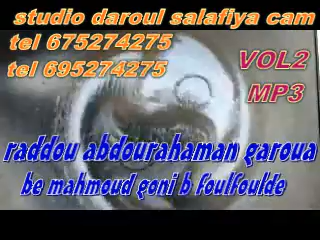 studio daroul salafiya cam
tel 675274275
tel 695274275
VOL2
MP3
raddou abdourahaman garoua
be mahmoud goni b foulfoulde